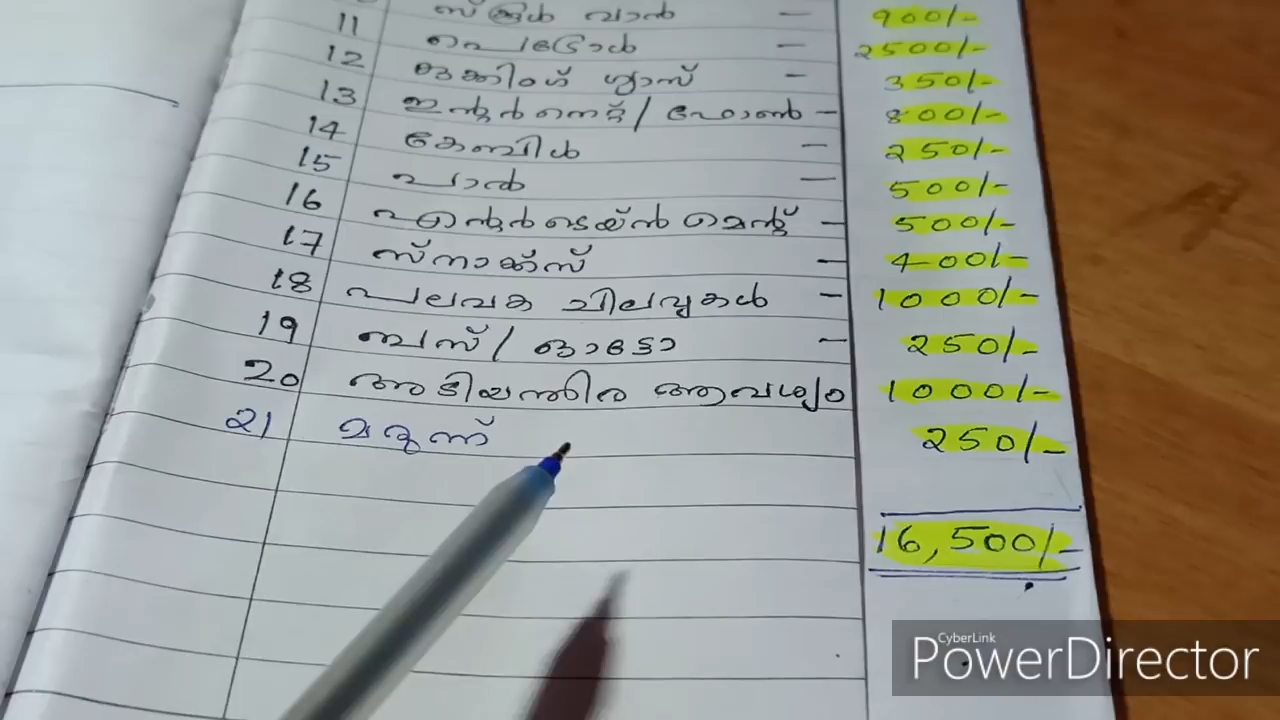 11 സ്കൂൾ വാൻ — 900/-
12 പെട്രോൾ — 2500/-
13 കുക്കിംഗ് ഗ്യാസ് — 350/-
14 ഇന്റർനെറ്റ് / ഫോൺ — 800/-
15 കേബിൾ — 250/-
16 പാൽ — 500/-
17 എന്റർടെയ്ൻമെന്റ് — 500/-
18 സ്നാക്ക്സ് — 400/-
19 പലവക ചിലവുകൾ — 1000/-
20 ബസ് / ഓട്ടോ — 250/-
21 അടിയന്തിര ആവശ്യം 1000/-
മരുന്ന് 250/-
16,500/-
CyberLink
PowerDirector